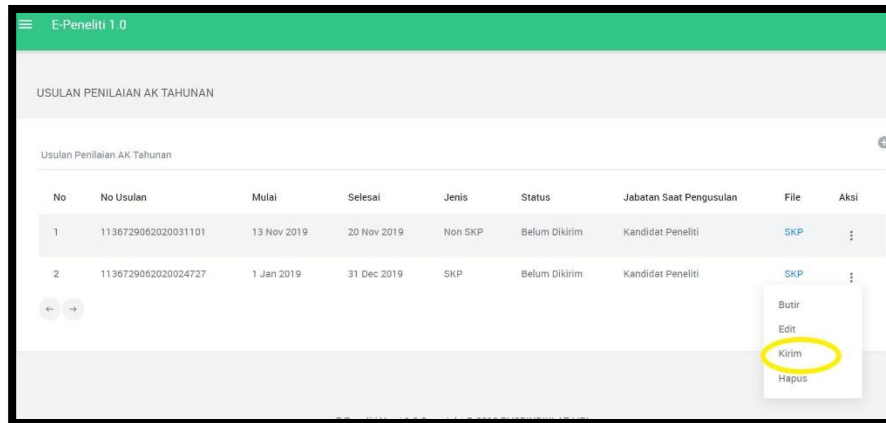 E-Peneliti 1.0
USULAN PENILAIAN AK TAHUNAN
Usulan Penilaian AK Tahunan
No No Usulan Mulai Selesai Jenis Status Jabatan Saat Pengusulan File Aksi
1 1136729062020031101 13 Nov 2019 20 Nov 2019 Non SKP Belum Dikirim Kandidat Peneliti SKP
2 1136729062020024727 1 Jan 2019 31 Dec 2019 SKP Belum Dikirim Kandidat Peneliti SKP
Butir
Edit
Kirim
Hapus